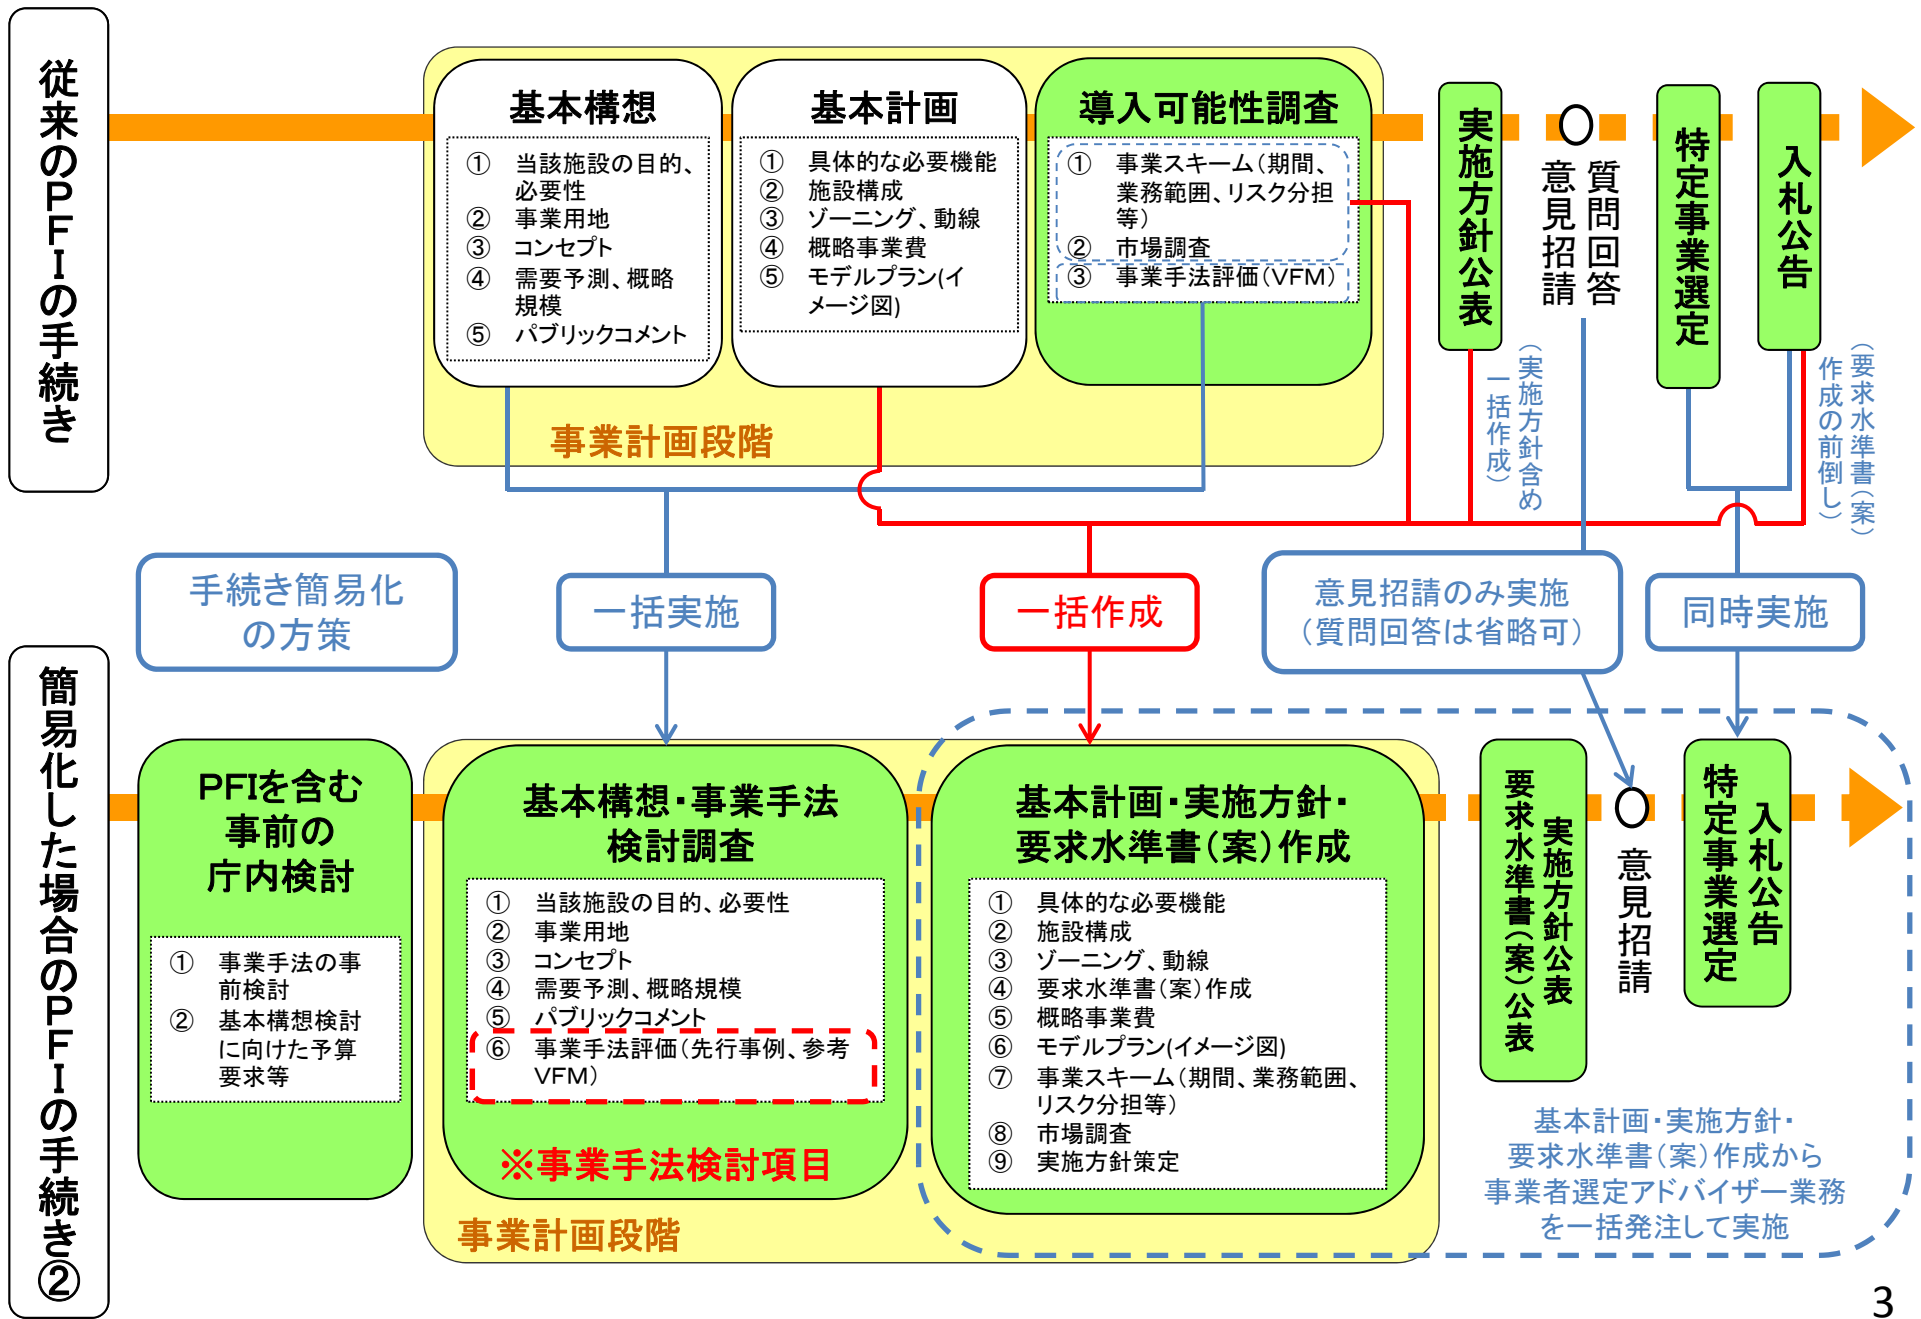 従来のPFIの手続き
基本構想
① 当該施設の目的、
必要性
② 事業用地
③ コンセプト
④ 需要予測、概略
規模
⑤ パブリックコメント
基本計画
① 具体的な必要機能
② 施設構成
③ ゾーニング、動線
④ 概略事業費
⑤ モデルプラン(イ
メージ図)
導入可能性調査
① 事業スキーム（期間、
業務範囲、リスク分担
等）
② 市場調査
③ 事業手法評価（VFM）
事業計画段階
実施方針公表
質問回答
意見招請
特定事業選定
入札公告
（実施方針含め
一括作成）
（要求水準書（案）
作成の前倒し）
手続き簡易化
の方策
一括実施
一括作成
意見招請のみ実施
（質問回答は省略可）
同時実施
簡易化した場合のPFIの手続き②
PFIを含む
事前の
庁内検討
① 事業手法の事
前検討
② 基本構想検討
に向けた予算
要求等
基本構想・事業手法
検討調査
① 当該施設の目的、必要性
② 事業用地
③ コンセプト
④ 需要予測、概略規模
⑤ パブリックコメント
⑥ 事業手法評価（先行事例、参考
VFM）
※事業手法検討項目
事業計画段階
基本計画・実施方針・
要求水準書（案）作成
① 具体的な必要機能
② 施設構成
③ ゾーニング、動線
④ 要求水準書（案）作成
⑤ 概略事業費
⑥ モデルプラン(イメージ図)
⑦ 事業スキーム（期間、業務範囲、
リスク分担等）
⑧ 市場調査
⑨ 実施方針策定
実施方針公表
要求水準書（案）公表
意見招請
入札公告
特定事業選定
基本計画・実施方針・
要求水準書（案）作成から
事業者選定アドバイザー業務
を一括発注して実施
3